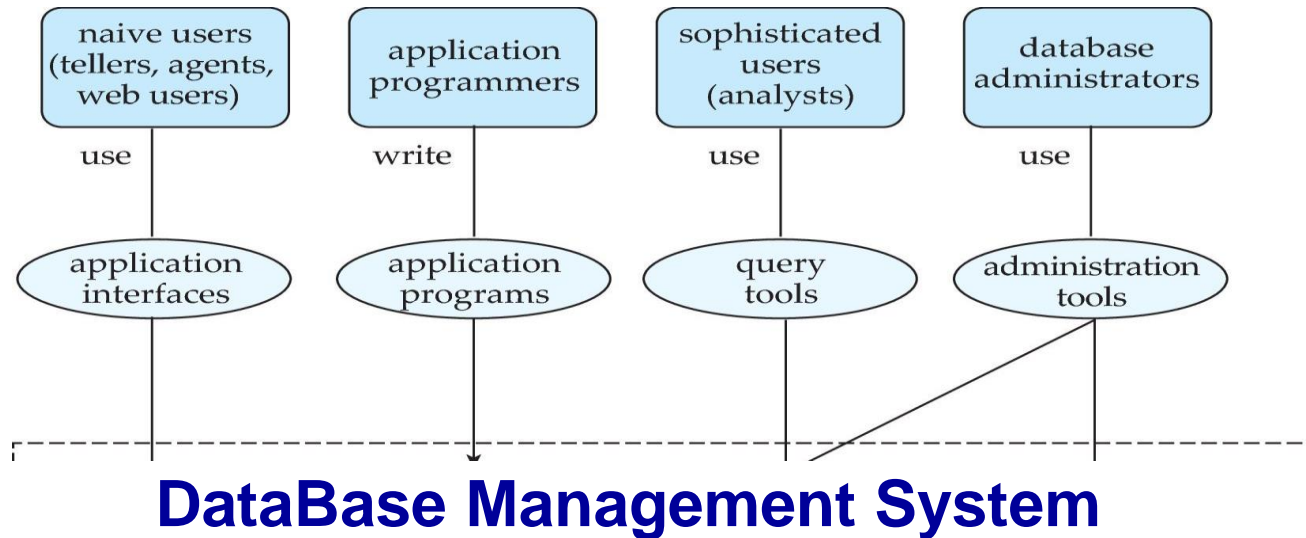 naive users
(tellers, agents,
web users)
application
programmers
sophisticated
users
(analysts)
database
administrators
use
write
use
use
application
interfaces
application
programs
query
tools
administration
tools
DataBase Management System